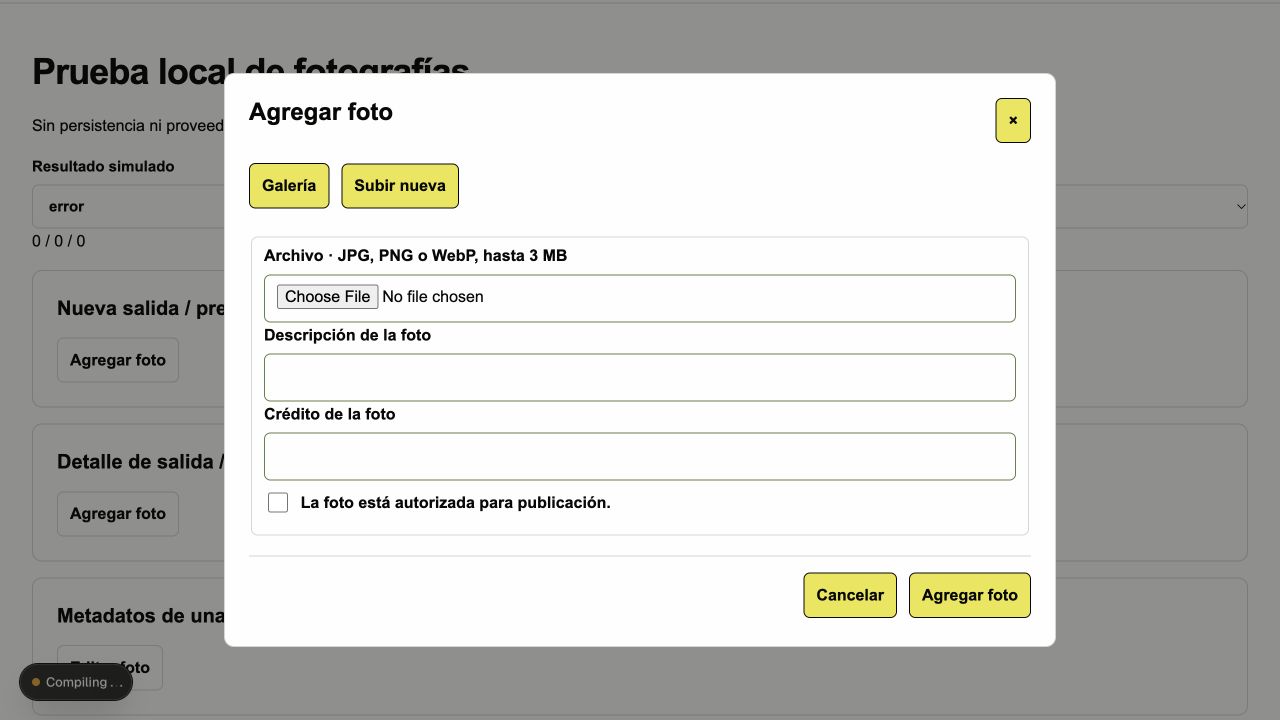 Prueba local de fotografías
Sin persistencia ni proveed
Resultado simulado
error
0 / 0 / 0
Nueva salida / pre
Agregar foto
Detalle de salida /
Agregar foto
Metadatos de una
foto
Compiling...
Agregar foto
×
Galería
Subir nueva
Archivo · JPG, PNG o WebP, hasta 3 MB
Choose File No file chosen
Descripción de la foto
Crédito de la foto
La foto está autorizada para publicación.
Cancelar
Agregar foto